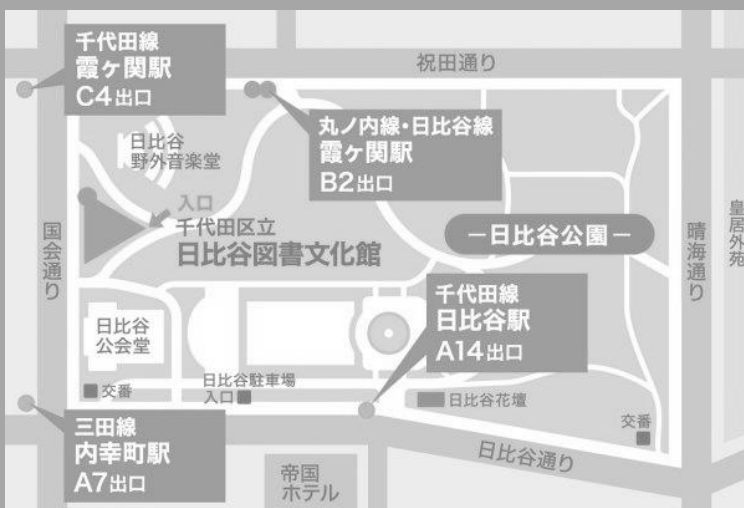 千代田線
霞ヶ関駅
C4出口
祝田通り
丸ノ内線・日比谷線
霞ヶ関駅
B2出口
日比谷
野外音楽堂
入口
千代田区立
日比谷図書文化館
国会通り
日比谷公園
晴海通り
皇居外苑
千代田線
日比谷駅
A14出口
日比谷
公会堂
交番
日比谷駐車場
入口
日比谷花壇
交番
三田線
内幸町駅
A7出口
帝国
ホテル
日比谷通り